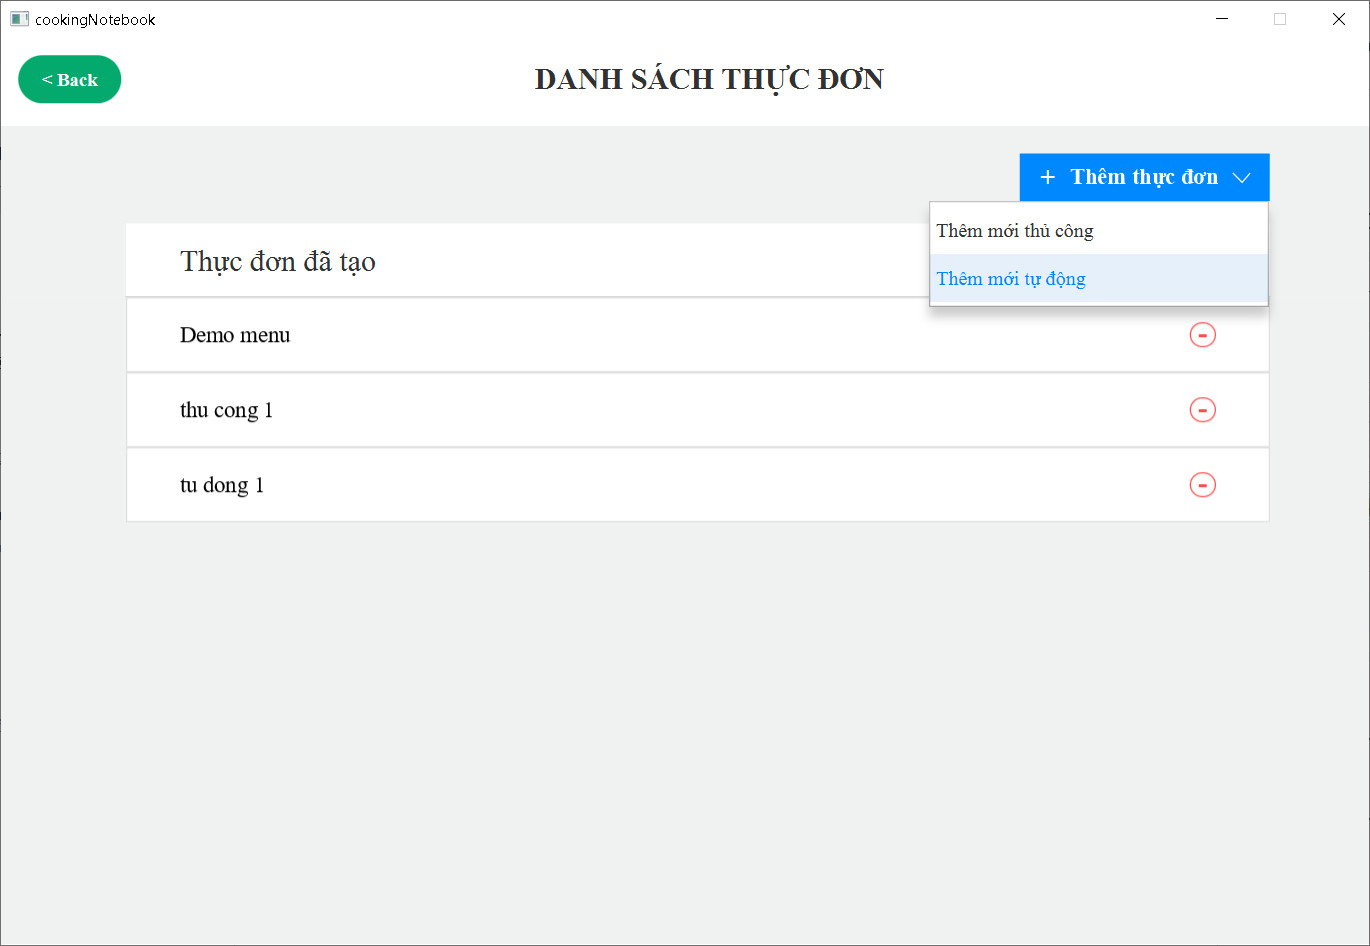 cookingNotebook
< Back
DANH SÁCH THỰC ĐƠN
+ Thêm thực đơn
Thêm mới thủ công
Thêm mới tự động
Thực đơn đã tạo
Demo menu
thu cong 1
tu dong 1